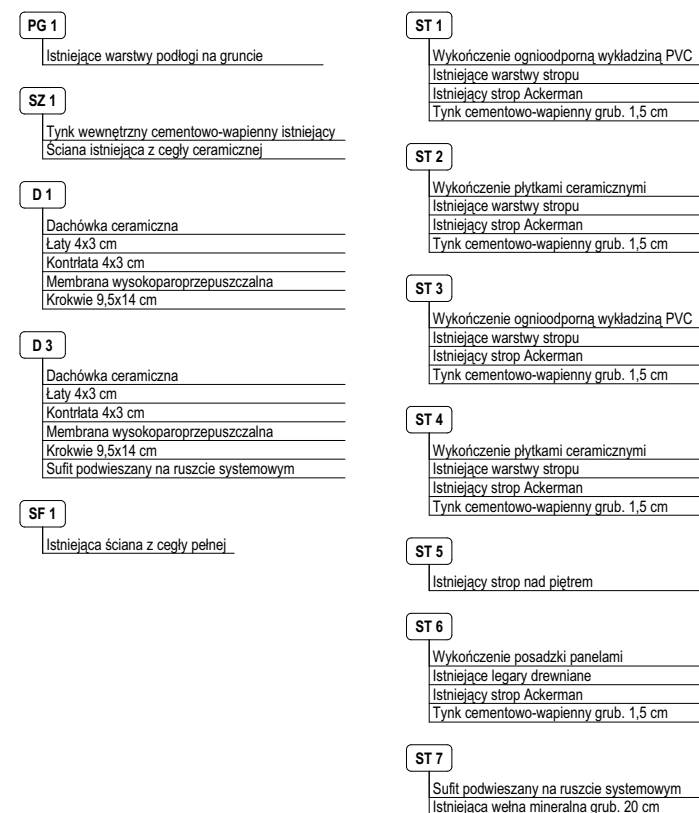 PG 1
Istniejące warstwy podłogi na gruncie
SZ 1
Tynk wewnętrzny cementowo-wapienny istniejący
Ściana istniejąca z cegły ceramicznej
D 1
Dachówka ceramiczna
Łaty 4x3 cm
Kontrłata 4x3 cm
Membrana wysokoparoprzepuszczalna
Krokwie 9,5x14 cm
D 3
Dachówka ceramiczna
Łaty 4x3 cm
Kontrłata 4x3 cm
Membrana wysokoparoprzepuszczalna
Krokwie 9,5x14 cm
Sufit podwieszany na ruszcie systemowym
SF 1
Istniejąca ściana z cegły pełnej
ST 1
Wykończenie ognioodporną wykładziną PVC
Istniejące warstwy stropu
Istniejący strop Ackerman
Tynk cementowo-wapienny grub. 1,5 cm
ST 2
Wykończenie płytkami ceramicznymi
Istniejące warstwy stropu
Istniejący strop Ackerman
Tynk cementowo-wapienny grub. 1,5 cm
ST 3
Wykończenie ognioodporną wykładziną PVC
Istniejące warstwy stropu
Istniejący strop Ackerman
Tynk cementowo-wapienny grub. 1,5 cm
ST 4
Wykończenie płytkami ceramicznymi
Istniejące warstwy stropu
Istniejący strop Ackerman
Tynk cementowo-wapienny grub. 1,5 cm
ST 5
Istniejący strop nad piętrem
ST 6
Wykończenie posadzki panelami
Istniejące legary drewniane
Istniejący strop Ackerman
Tynk cementowo-wapienny grub. 1,5 cm
ST 7
Sufit podwieszany na ruszcie systemowym
Istniejąca wełna mineralna grub. 20 cm